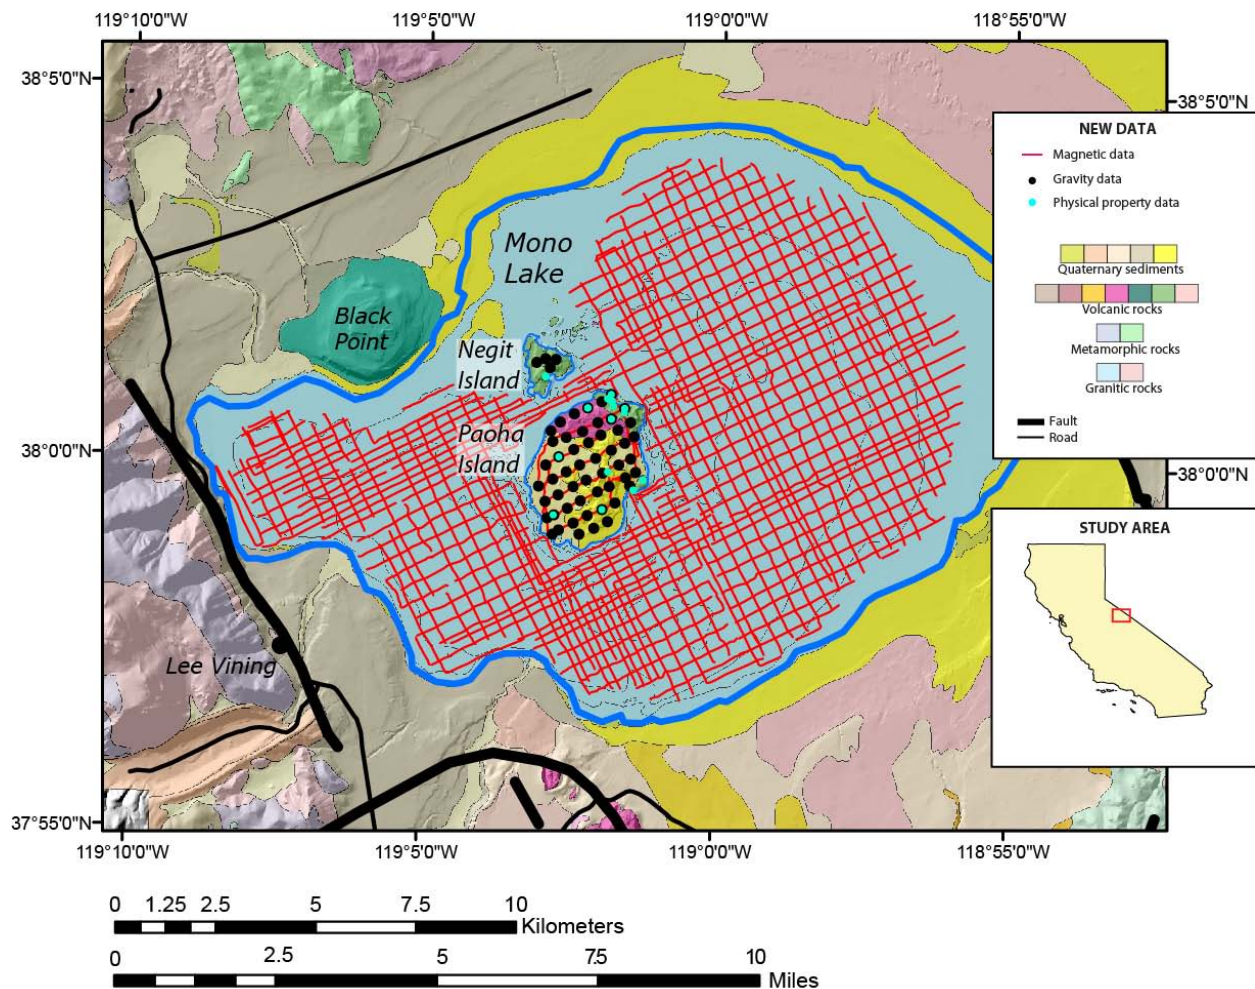 119°10'0"W
119°5'0"W
119°0'0"W
118°55'0"W
38°5'0"N
38°5'0"N
NEW DATA
Magnetic data
Gravity data
Physical property data
Quaternary sediments
Volcanic rocks
Metamorphic rocks
Granitic rocks
Fault
Road
Mono
Lake
Black
Point
Negit
Island
Paoha
Island
38°0'0"N
38°0'0"N
STUDY AREA
Lee Vining
37°55'0"N
119°10'0"W
119°5'0"W
119°0'0"W
118°55'0"W
0 1.25 2.5 5 7.5 10
Kilometers
0 2.5 5 7.5 10
Miles